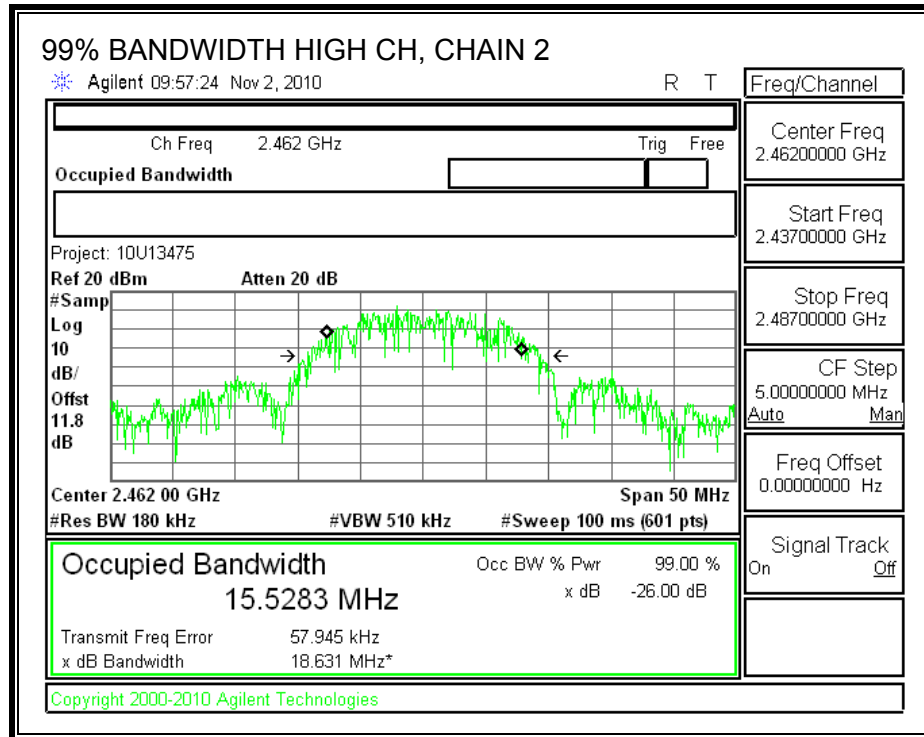 99% BANDWIDTH HIGH CH, CHAIN 2
Agilent 09:57:24 Nov 2, 2010 R T
Freq/Channel
Ch Freq 2.462 GHz Trig Free
Occupied Bandwidth
Center Freq
2.46200000 GHz
Start Freq
2.43700000 GHz
Stop Freq
2.48700000 GHz
CF Step
5.00000000 MHz
Auto Man
Freq Offset
0.00000000 Hz
Signal Track
On Off
Project: 10U13475
Ref 20 dBm Atten 20 dB
#Samp
Log
10
dB/
Offst
11.8
dB
Center 2.462 00 GHz Span 50 MHz
#Res BW 180 kHz #VBW 510 kHz #Sweep 100 ms (601 pts)
Occupied Bandwidth
15.5283 MHz
Occ BW % Pwr 99.00 %
x dB -26.00 dB
Transmit Freq Error 57.945 kHz
x dB Bandwidth 18.631 MHz*
Copyright 2000-2010 Agilent Technologies